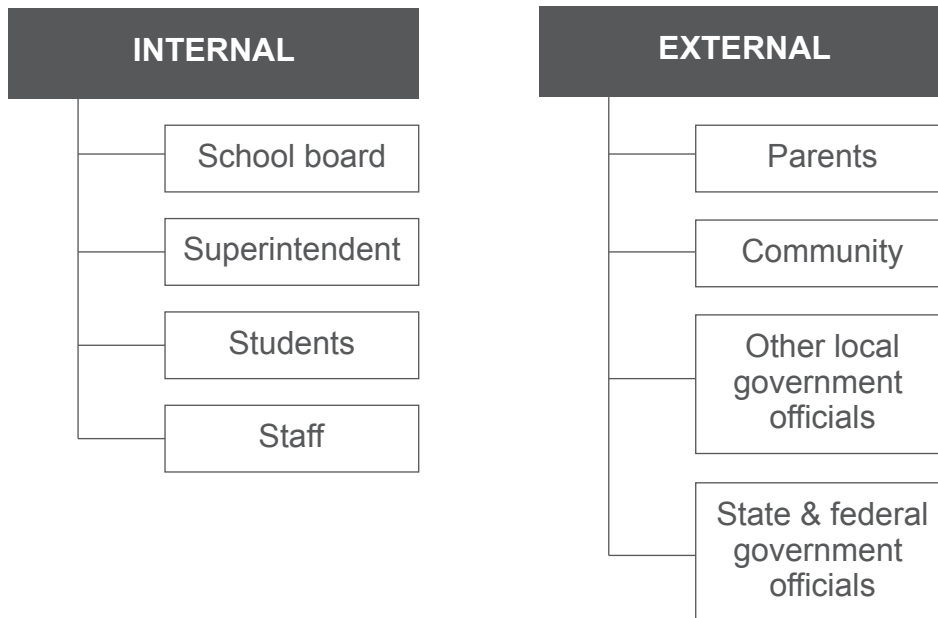 INTERNAL
School board
Superintendent
Students
Staff
EXTERNAL
Parents
Community
Other local
government
officials
State & federal
government
officials